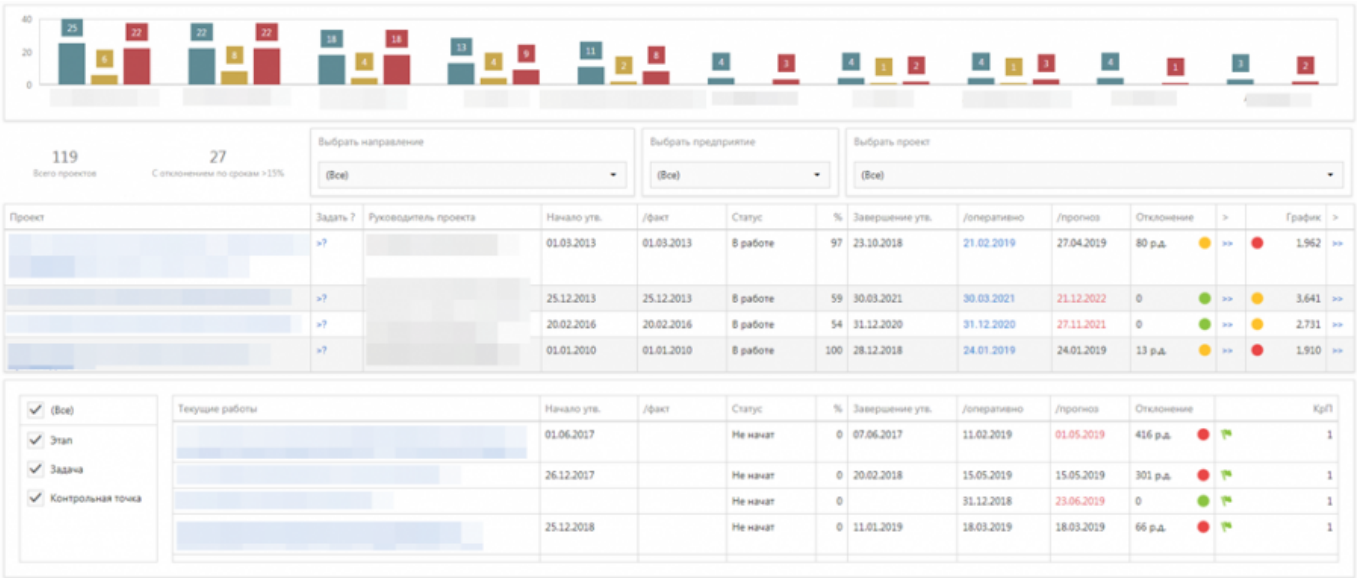 40
20
0
25 6 22 22 8 22 18 4 18 13 4 9 11 2 8 4 3 4 1 2 4 1 3 4 1 3 2
119 27
Всего проектов С отклонением по срокам >15%
Выбрать направление Выбрать предприятие Выбрать проект
(Все) (Все) (Все)
Проект Задать ? Руководитель проекта Начало утв. /факт Статус % Завершение утв. /оперативно /прогноз Отклонение > График >
>? 01.03.2013 01.03.2013 В работе 97 23.10.2018 21.02.2019 27.04.2019 80 р.д. >> 1,962 >>
>? 25.12.2013 25.12.2013 В работе 59 30.03.2021 30.03.2021 21.12.2022 0 >> 3,641 >>
>? 20.02.2016 20.02.2016 В работе 54 31.12.2020 31.12.2020 27.11.2021 0 >> 2,731 >>
>? 01.01.2010 01.01.2010 В работе 100 28.12.2018 24.01.2019 24.01.2019 13 р.д. >> 1,910 >>
(Все)
Этап
Задача
Контрольная точка
Текущие работы Начало утв. /факт Статус % Завершение утв. /оперативно /прогноз Отклонение КрП
01.06.2017 Не начат 0 07.06.2017 11.02.2019 01.05.2019 416 р.д. 1
26.12.2017 Не начат 0 20.02.2018 15.05.2019 15.05.2019 301 р.д. 1
Не начат 0 31.12.2018 23.06.2019 0 1
25.12.2018 Не начат 0 11.01.2019 18.03.2019 18.03.2019 66 р.д. 1